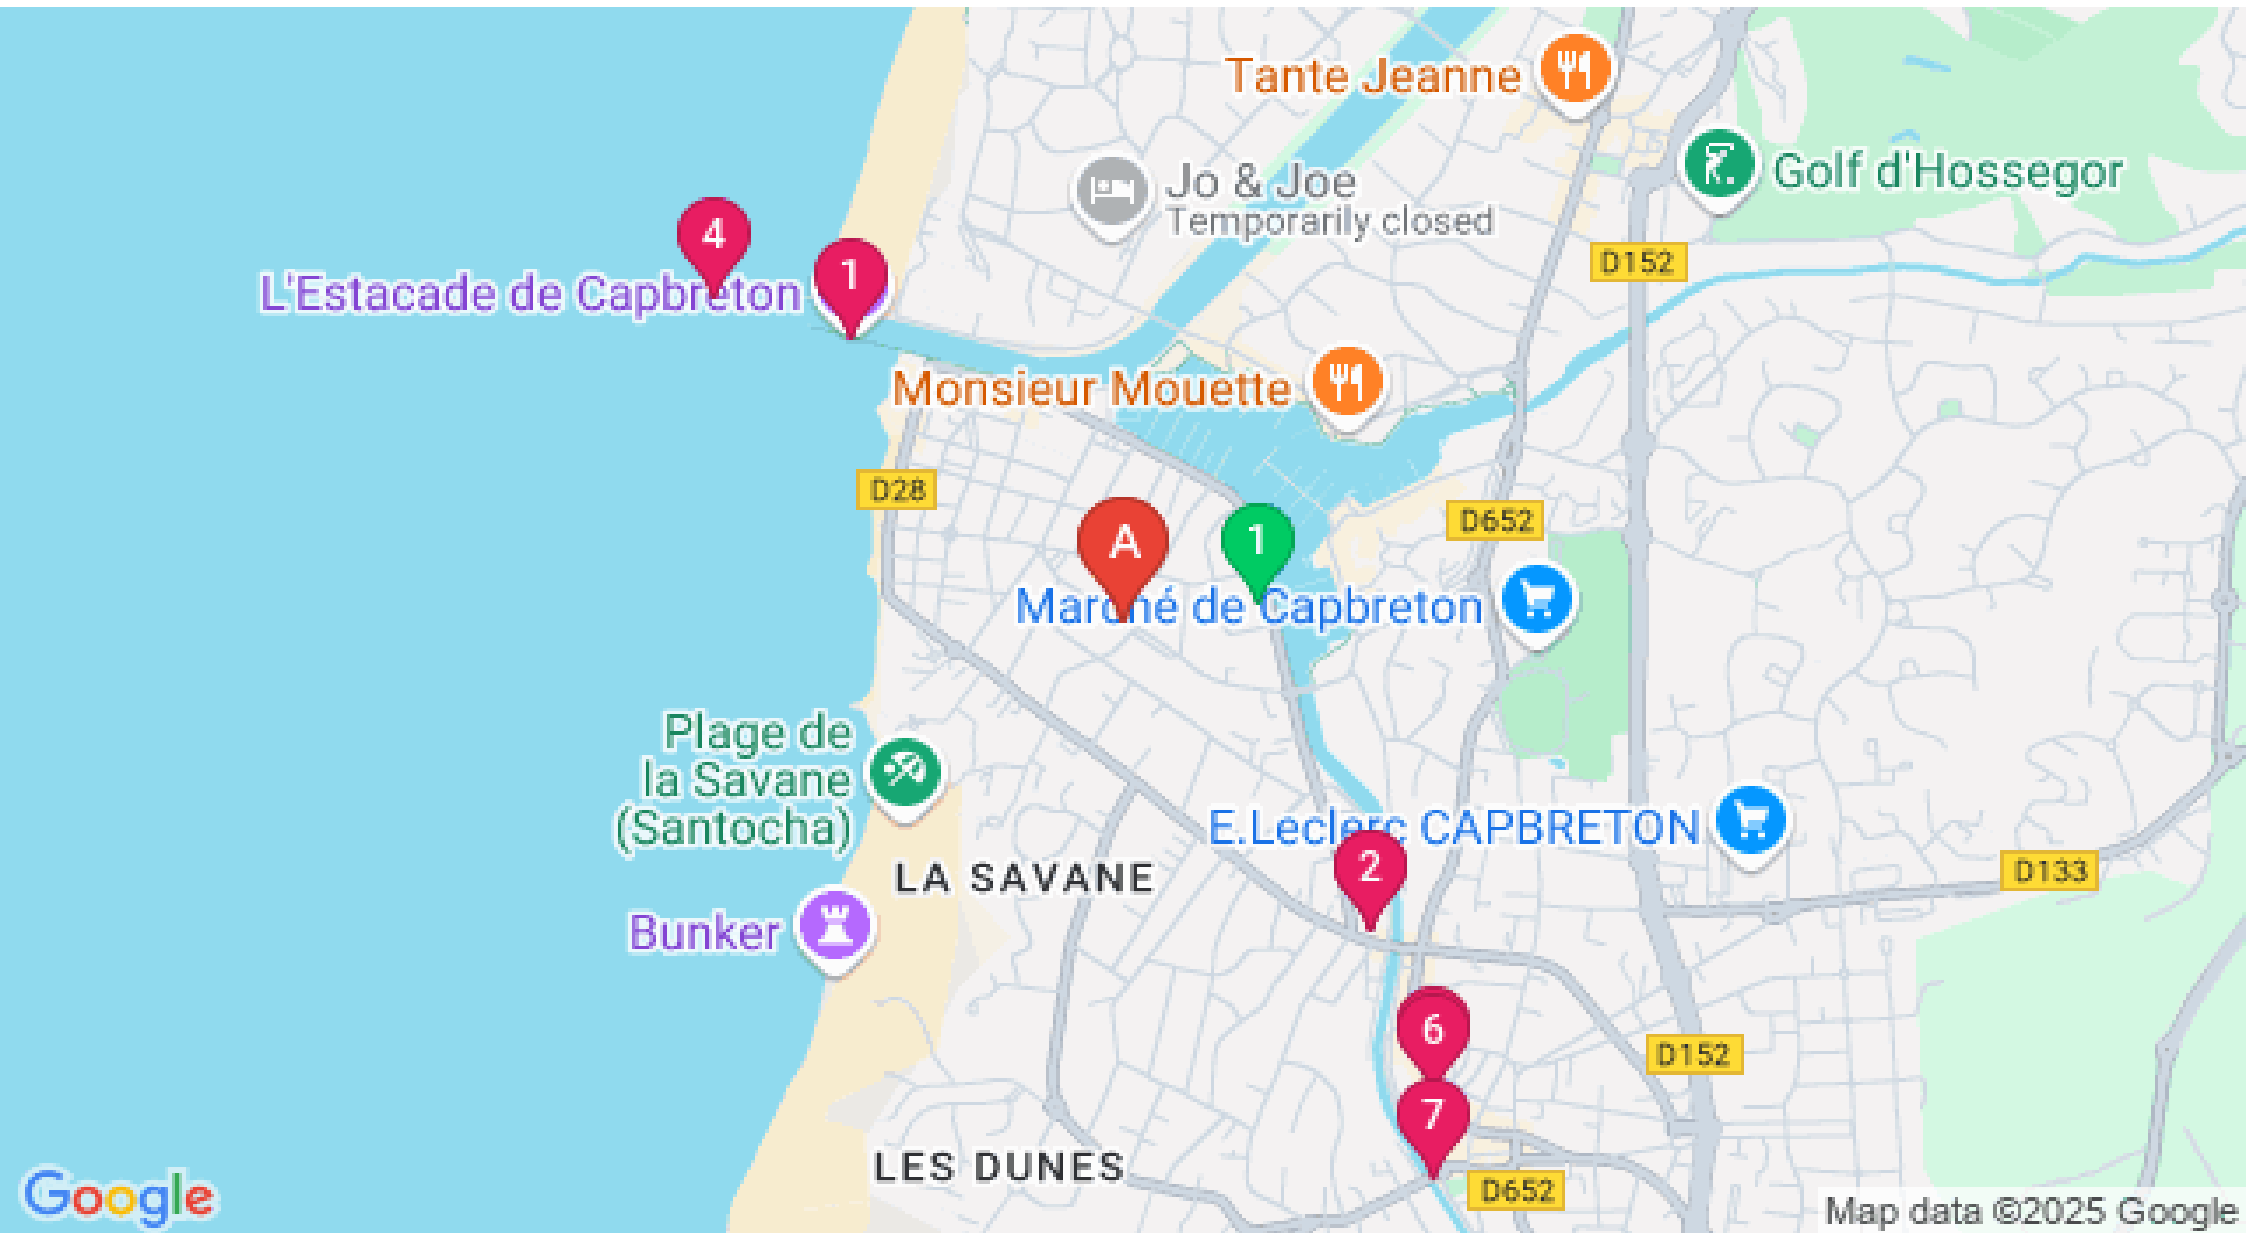 Tante Jeanne
Golf d'Hossegor
Jo & Joe
Temporarily closed
4
D152
1
L'Estacade de Capbreton
Monsieur Mouette
D28
D652
A
1
Marché de Capbreton
Plage de
la Savane
(Santocha)
E.Leclerc CAPBRETON
2
D133
LA SAVANE
Bunker
6
D152
7
LES DUNES
D652
Google
Map data ©2025 Google